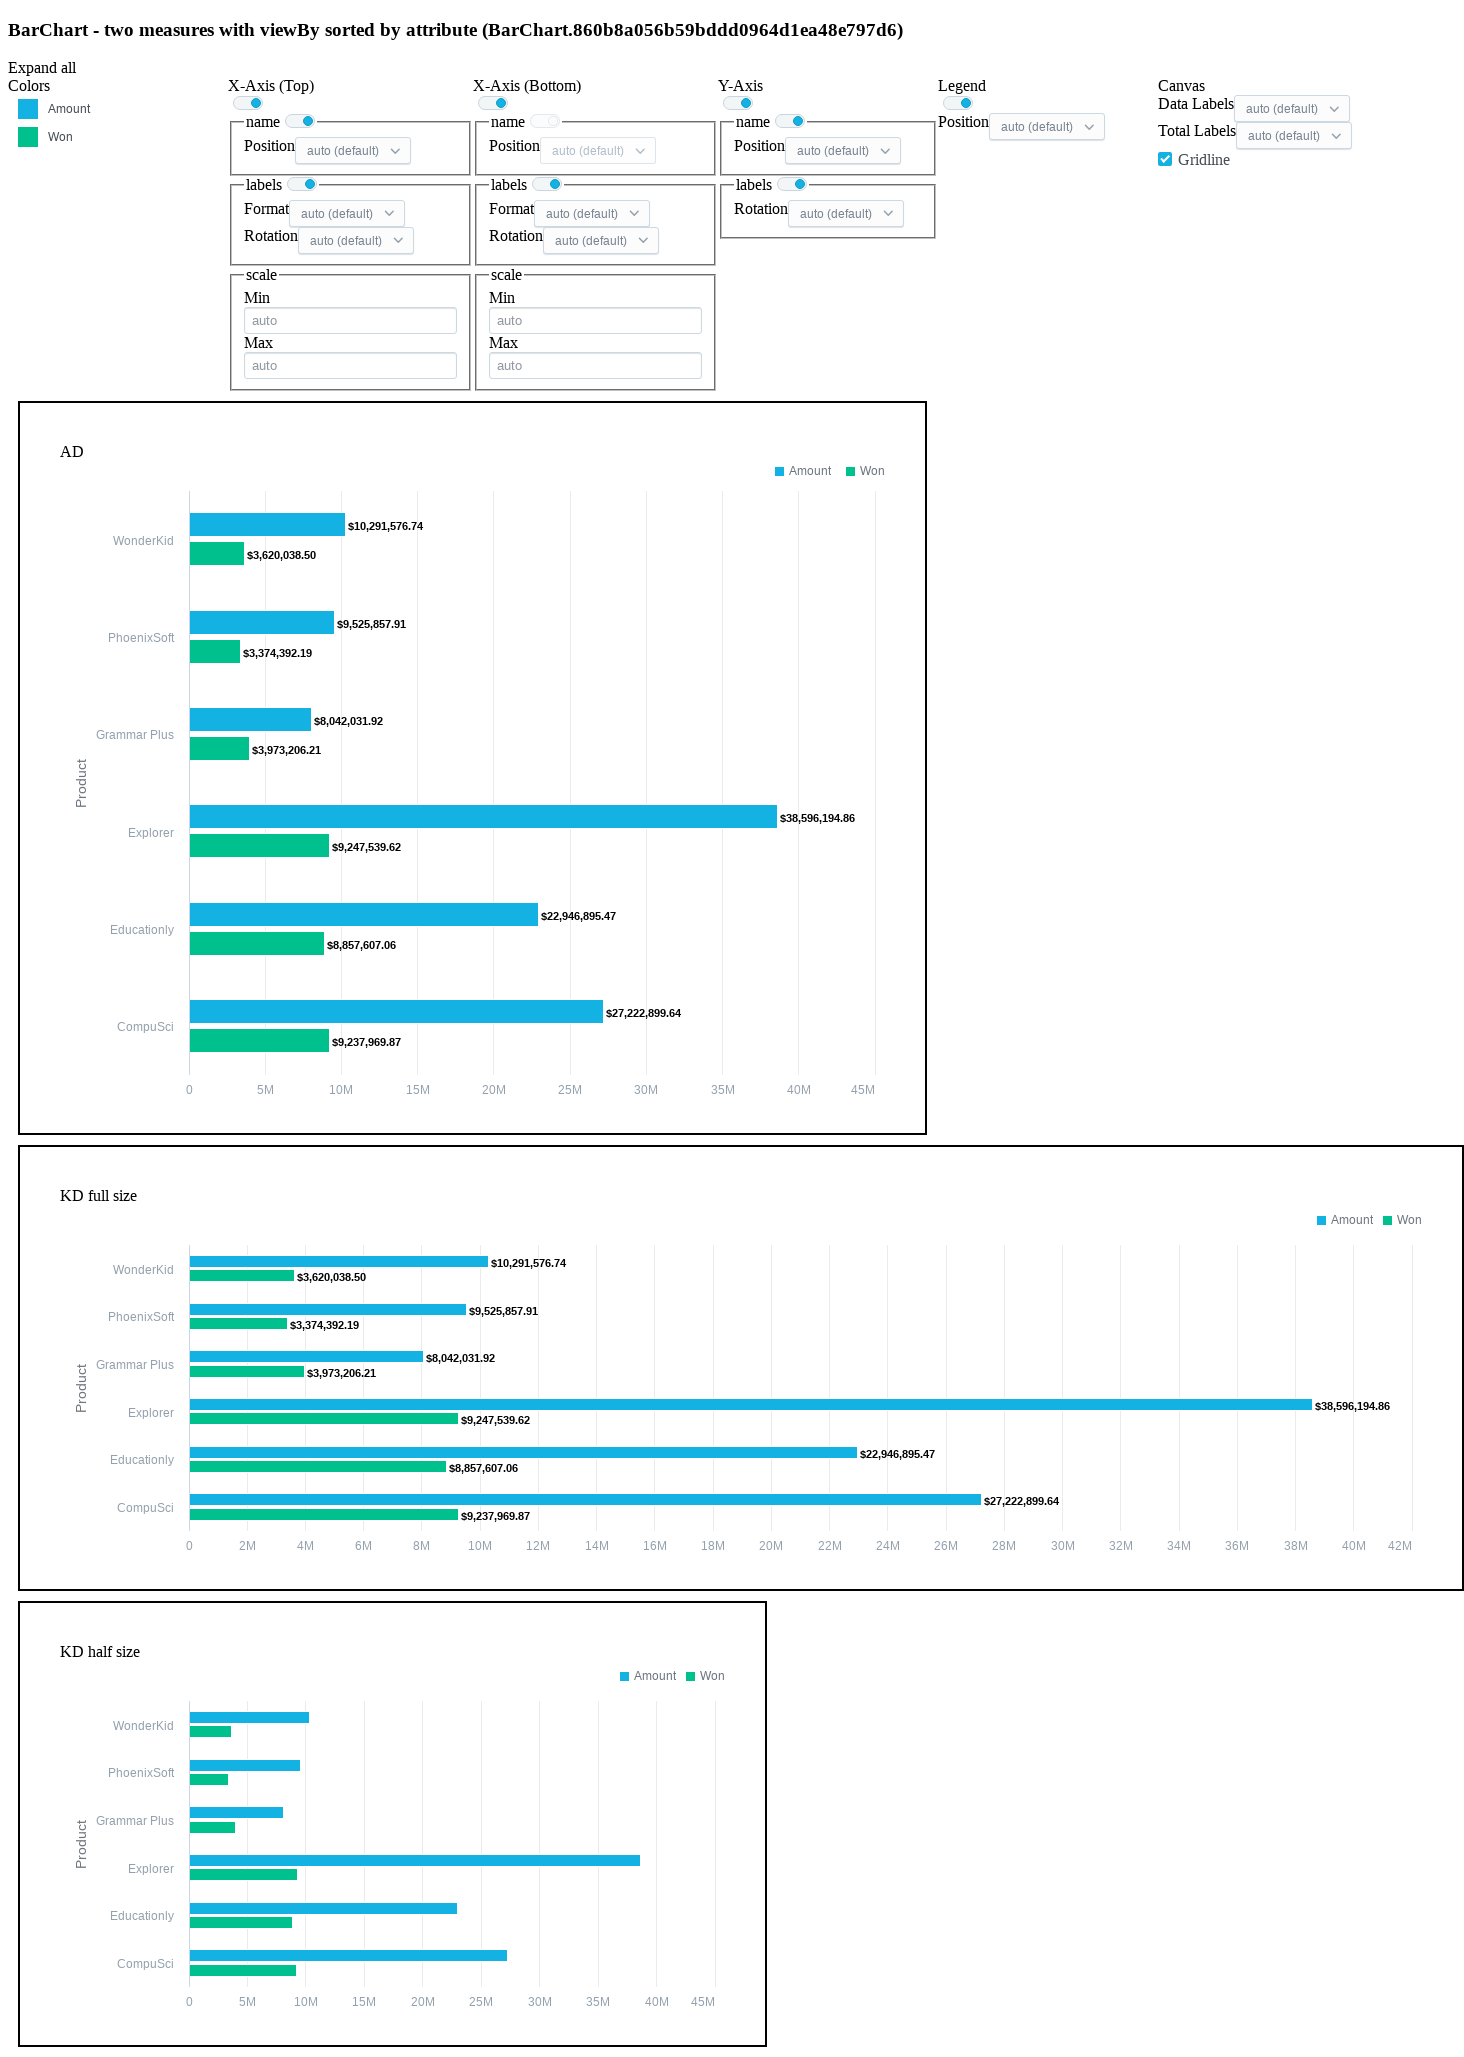 BarChart - two measures with viewBy sorted by attribute (BarChart.860b8a056b59bddd0964d1ea48e797d6)
Expand all
Colors
Amount
Won
X-Axis (Top)
name
Position auto (default)
labels
Format auto (default)
Rotation auto (default)
scale
Min
auto
Max
auto
X-Axis (Bottom)
name
Position auto (default)
labels
Format auto (default)
Rotation auto (default)
scale
Min
auto
Max
auto
Y-Axis
name
Position auto (default)
labels
Rotation auto (default)
Legend
Position auto (default)
Canvas
Data Labels auto (default)
Total Labels auto (default)
Gridline
AD
Amount Won
Product
WonderKid
$10,291,576.74
$3,620,038.50
PhoenixSoft
$9,525,857.91
$3,374,392.19
Grammar Plus
$8,042,031.92
$3,973,206.21
Explorer
$38,596,194.86
$9,247,539.62
Educationly
$22,946,895.47
$8,857,607.06
CompuSci
$27,222,899.64
$9,237,969.87
0 5M 10M 15M 20M 25M 30M 35M 40M 45M
KD full size
Amount Won
Product
WonderKid
$10,291,576.74
$3,620,038.50
PhoenixSoft
$9,525,857.91
$3,374,392.19
Grammar Plus
$8,042,031.92
$3,973,206.21
Explorer
$38,596,194.86
$9,247,539.62
Educationly
$22,946,895.47
$8,857,607.06
CompuSci
$27,222,899.64
$9,237,969.87
0 2M 4M 6M 8M 10M 12M 14M 16M 18M 20M 22M 24M 26M 28M 30M 32M 34M 36M 38M 40M 42M
KD half size
Amount Won
Product
WonderKid
PhoenixSoft
Grammar Plus
Explorer
Educationly
CompuSci
0 5M 10M 15M 20M 25M 30M 35M 40M 45M